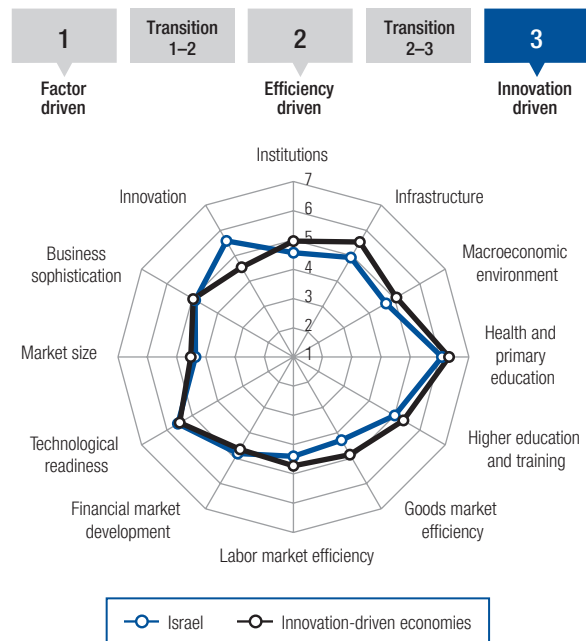 1
Transition
1–2
2
Transition
2–3
3
Factor
driven
Efficiency
driven
Innovation
driven
Institutions
Innovation
7
Infrastructure
6
5
Business
sophistication
4
Macroeconomic
environment
3
2
Market size
1
Health and
primary
education
Technological
readiness
Higher education
and training
Financial market
development
Goods market
efficiency
Labor market efficiency
Israel
Innovation-driven economies